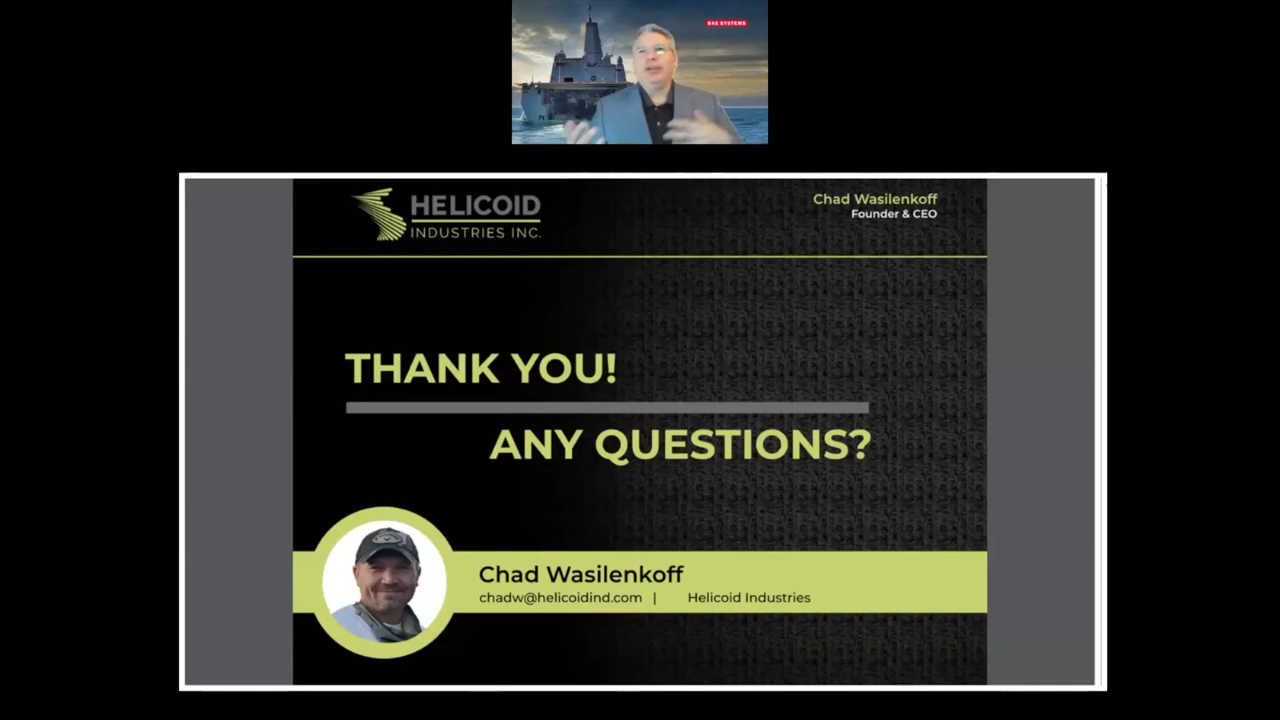 BAE SYSTEMS
HELICOID
INDUSTRIES INC.
Chad Wasilenkoff
Founder & CEO
THANK YOU!
ANY QUESTIONS?
Chad Wasilenkoff
chadw@helicoidind.com | Helicoid Industries